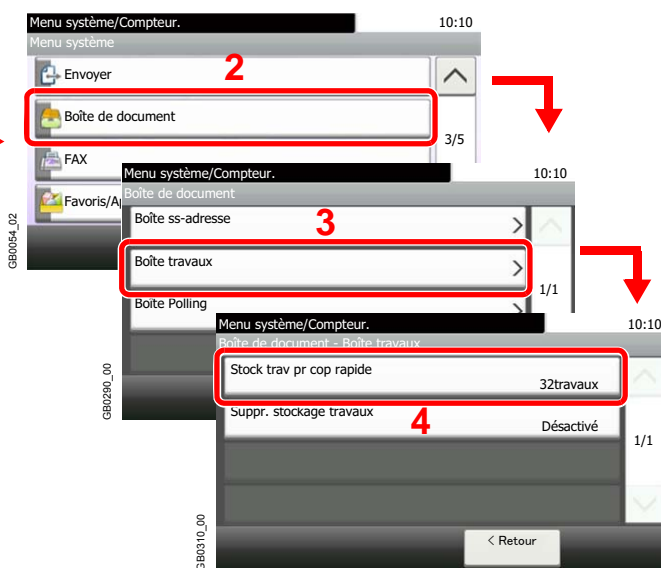 Menu système/Compteur. 10:10
Menu système
Envoyer
2
Boîte de document
3/5
FAX
Favoris/A
GB0054_02
Menu système/Compteur. 10:10
Boîte de document
Boîte ss-adresse
3
Boîte travaux
1/1
Boîte Polling
GB0290_00
Menu système/Compteur. 10:10
Boîte de document - Boîte travaux
Stock trav pr cop rapide
32travaux
Suppr. stockage travaux
4
Désactivé
1/1
GB0310_00
< Retour